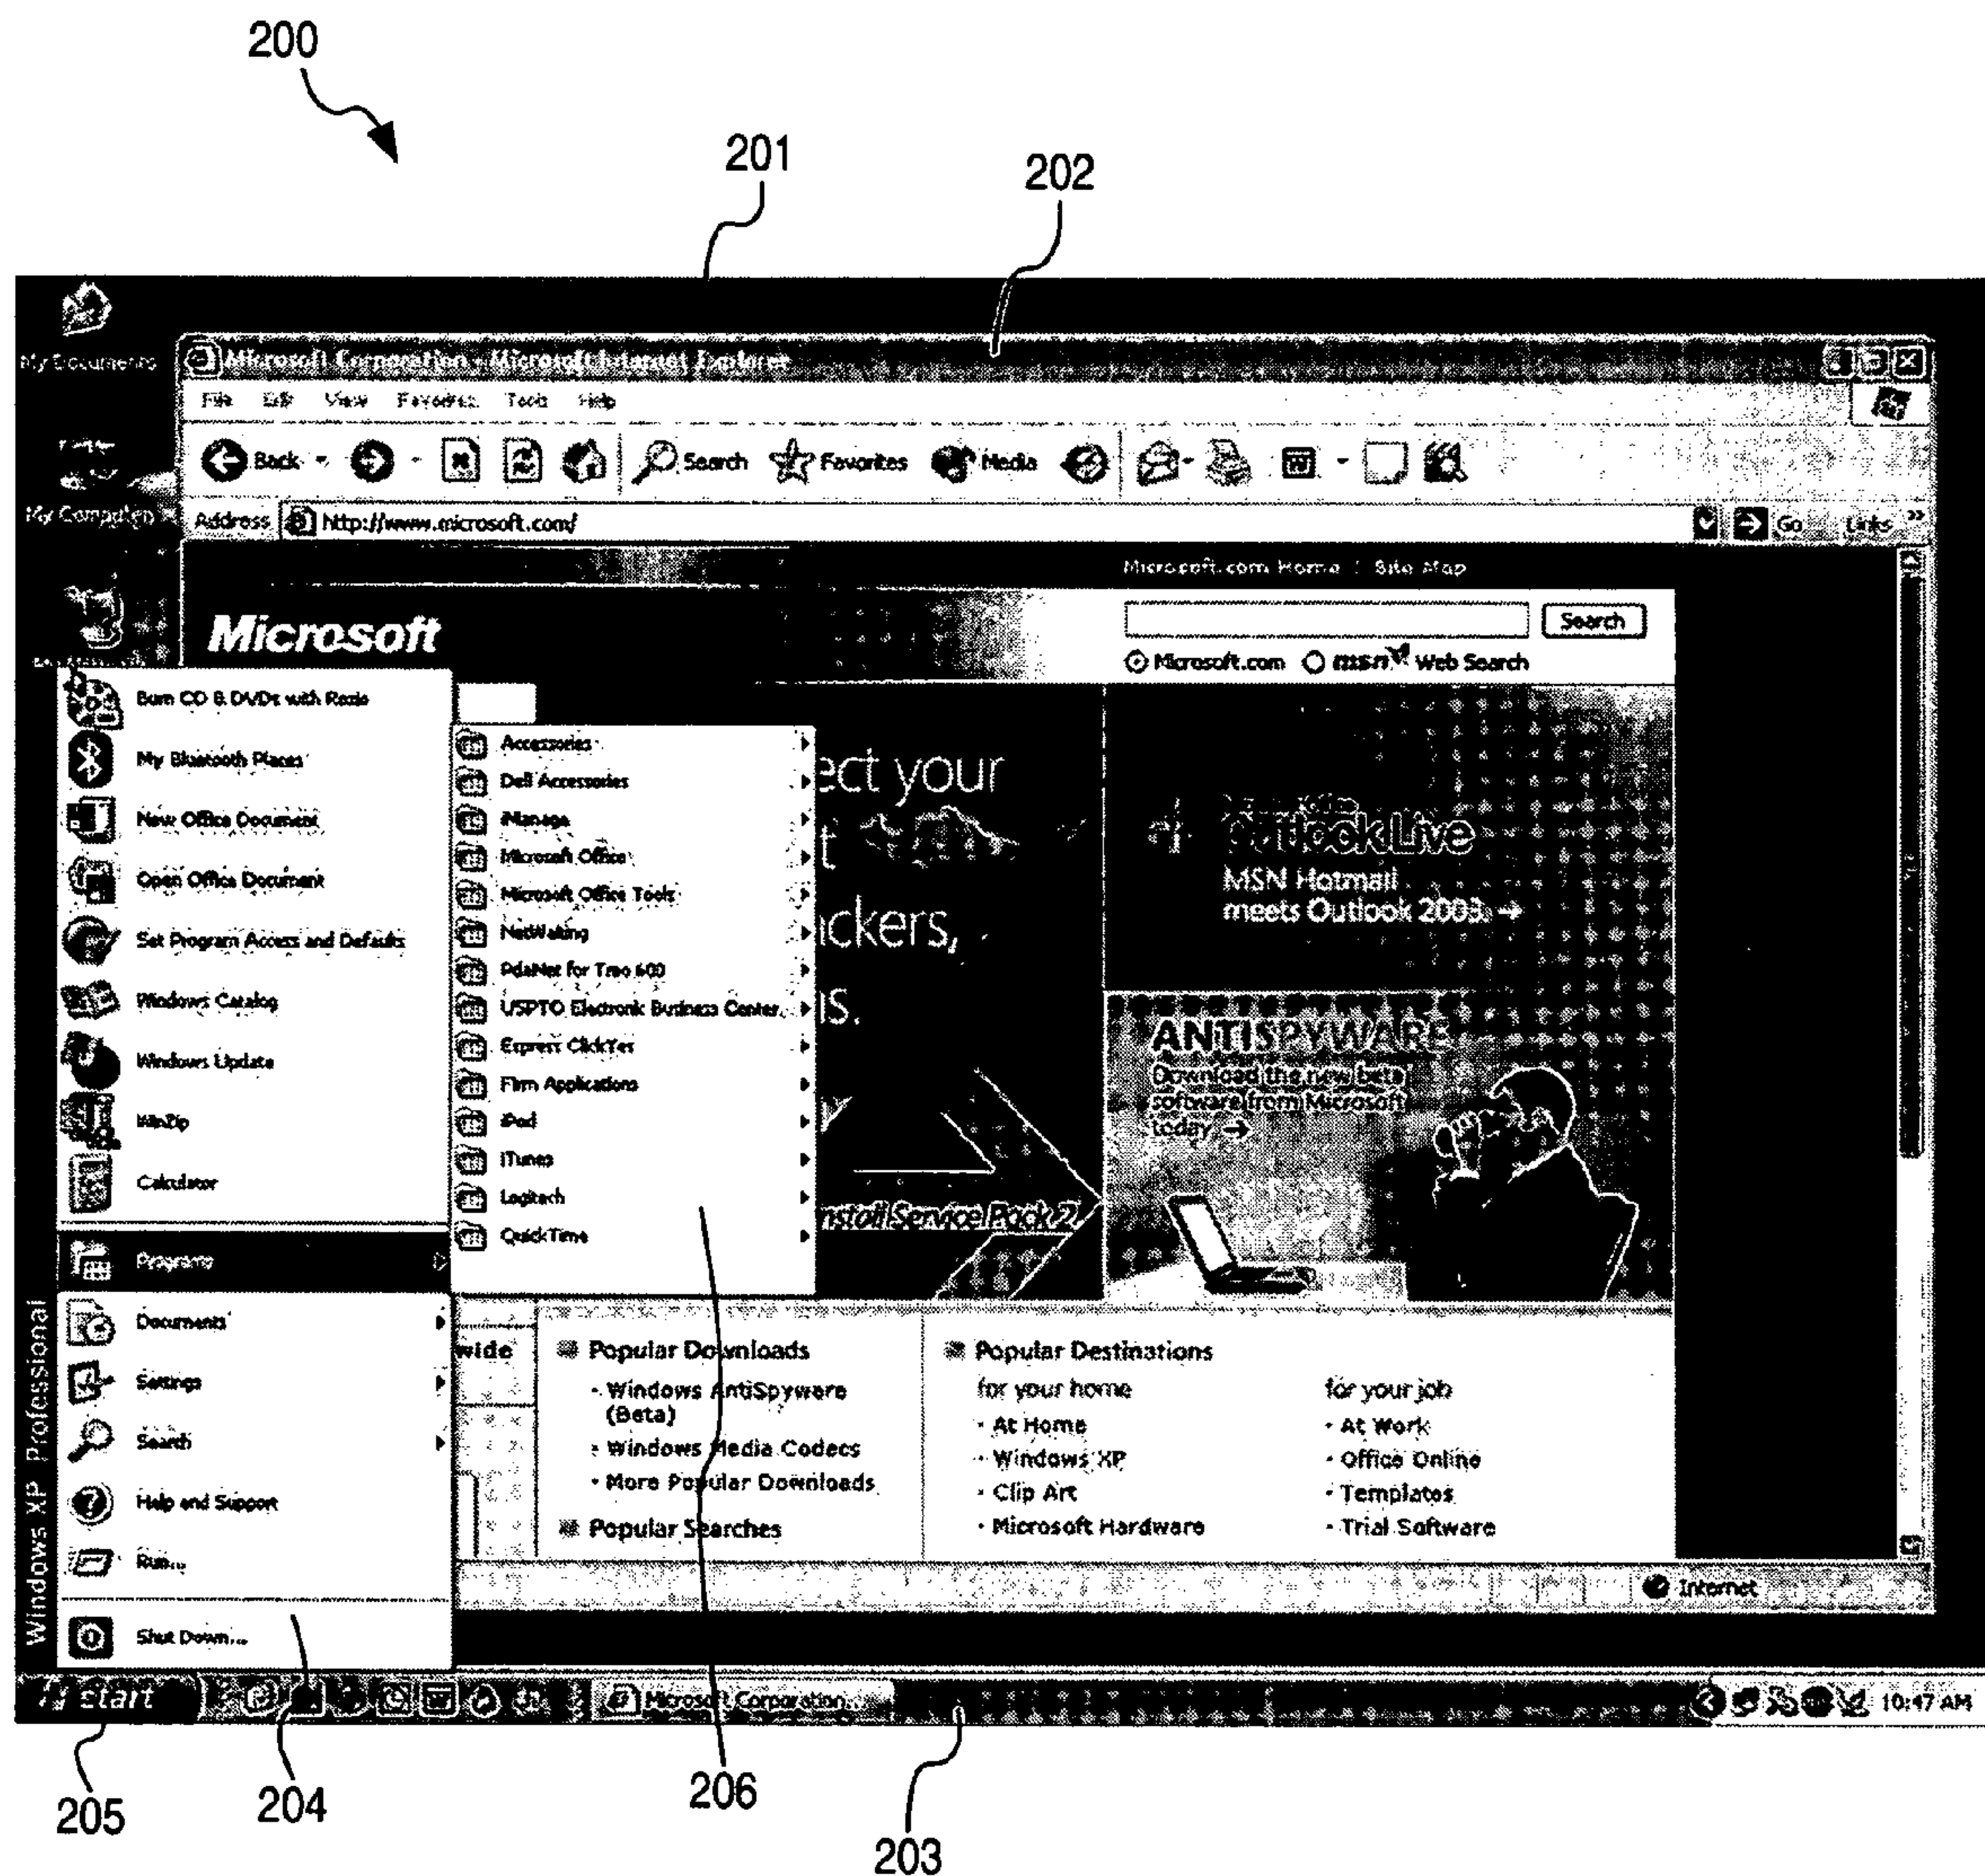 200
201
202
My Documents
Microsoft Corporation - Microsoft Internet Explorer
File Edit View Favorites Tools Help
Back Search Favorites Media
My Computer
Address http://www.microsoft.com/ Go Links »
Microsoft.com Home | Site Map
Microsoft
Search
Microsoft.com msn Web Search
Burn CD & DVDs with Roxio
My Bluetooth Places
New Office Document
Open Office Document
Set Program Access and Defaults
Windows Catalog
Windows Update
WinZip
Calculator
Programs
Documents
Settings
Search
Help and Support
Run...
Shut Down...
Windows XP Professional
Accessories
Dell Accessories
iManage
Microsoft Office
Microsoft Office Tools
NetWaiting
PdaNet for Treo 600
USPTO Electronic Business Center
Express ClickYes
Firm Applications
iPod
iTunes
Logitech
QuickTime
ect your
t
ckers,
s.
nstall Service Pack 2
Outlook Live
MSN Hotmail
meets Outlook 2003. →
ANTISPYWARE
Download the new beta
software from Microsoft
today →
wide
Popular Downloads
Windows AntiSpyware
(Beta)
Windows Media Codecs
More Popular Downloads
Popular Searches
Popular Destinations
for your home
At Home
Windows XP
Clip Art
Microsoft Hardware
for your job
At Work
Office Online
Templates
Trial Software
Internet
start
Microsoft Corporation...
10:47 AM
205
204
206
203